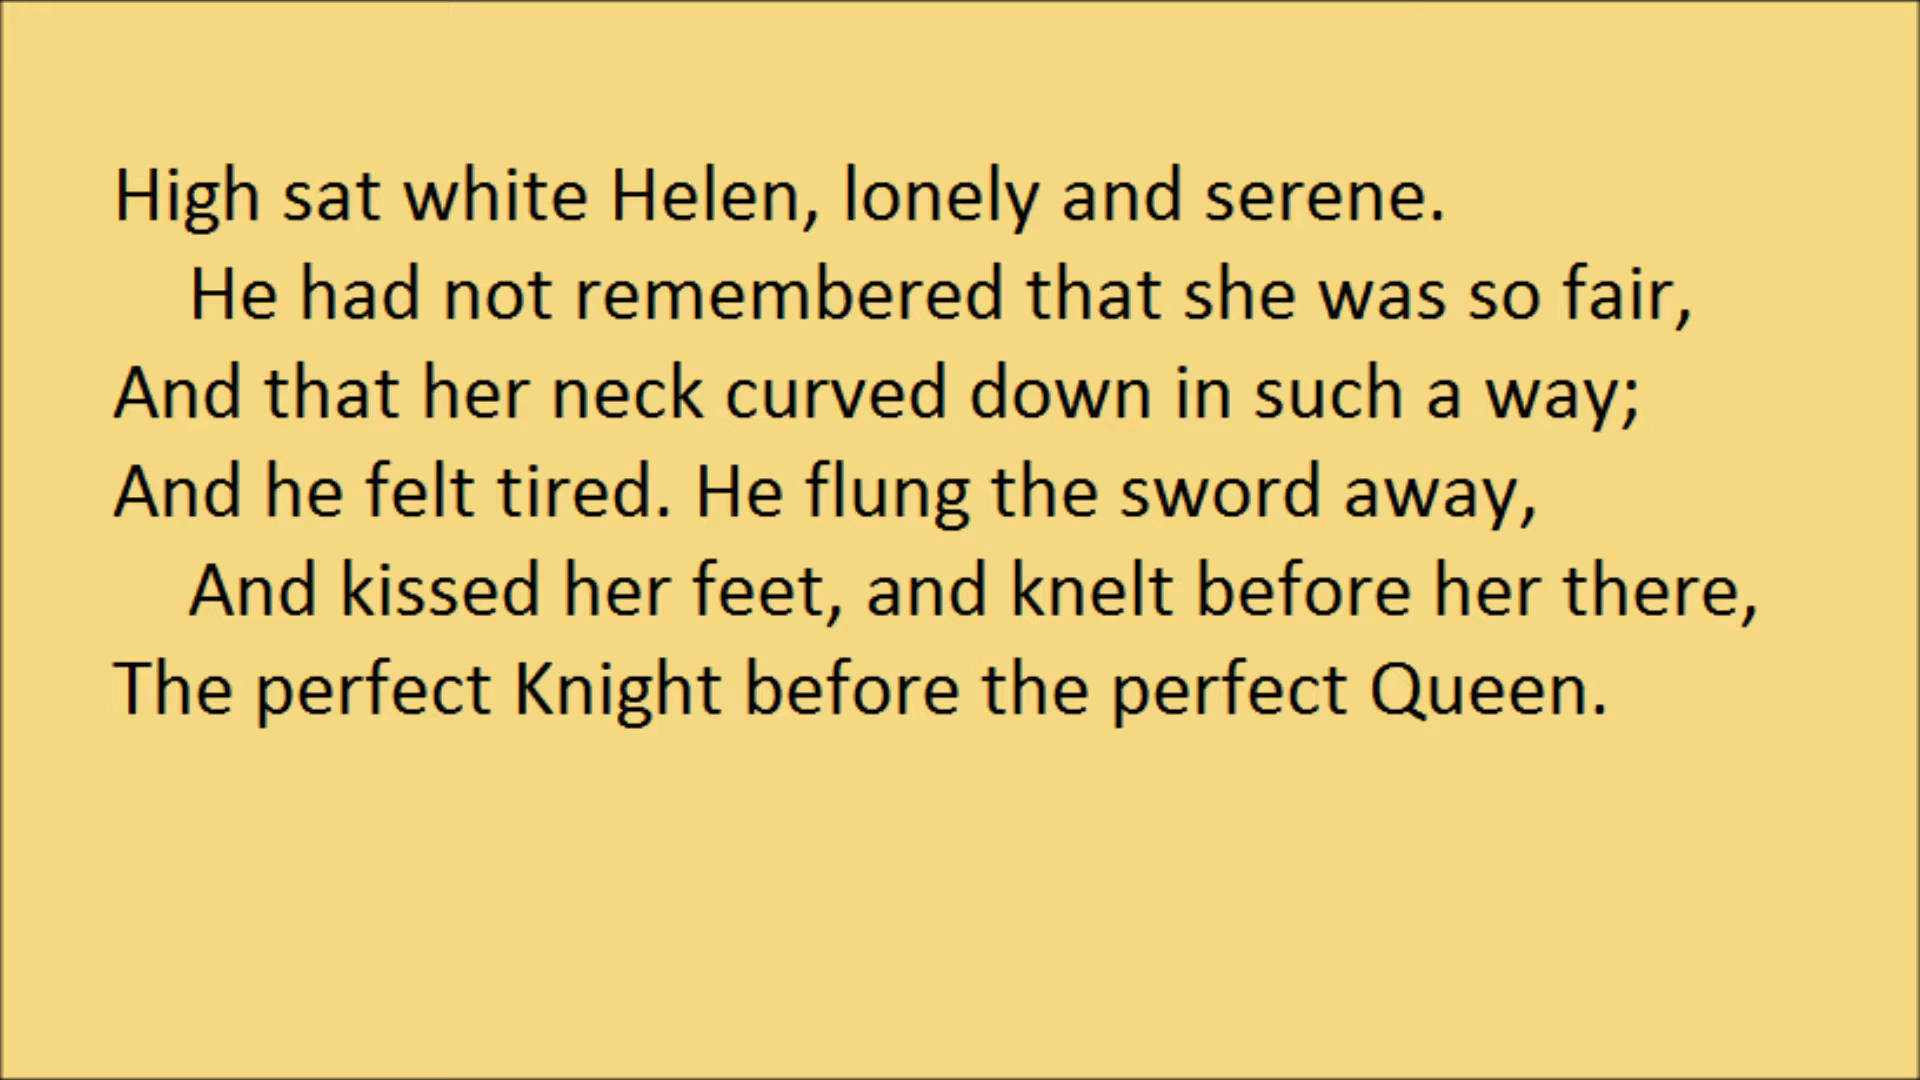 High sat white Helen, lonely and serene.
He had not remembered that she was so fair,
And that her neck curved down in such a way;
And he felt tired. He flung the sword away,
And kissed her feet, and knelt before her there,
The perfect Knight before the perfect Queen.